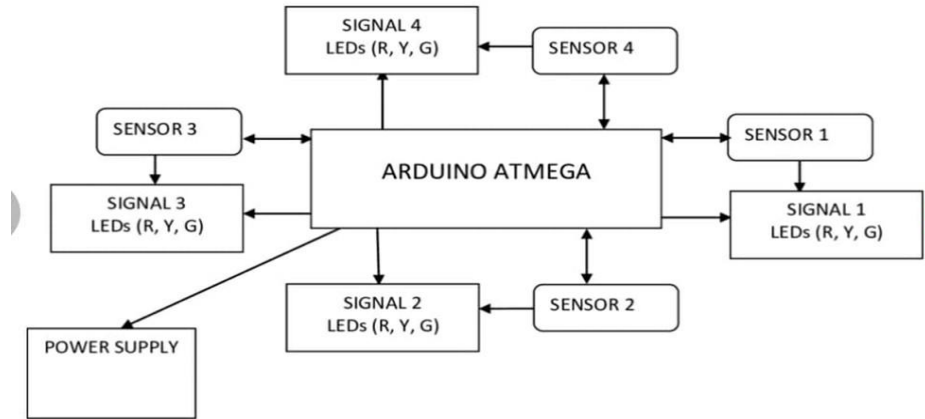 SIGNAL 4
LEDs (R, Y, G)
SENSOR 4
SENSOR 3
SENSOR 1
ARDUINO ATMEGA
SIGNAL 3
LEDs (R, Y, G)
SIGNAL 1
LEDs (R, Y, G)
SIGNAL 2
LEDs (R, Y, G)
SENSOR 2
POWER SUPPLY